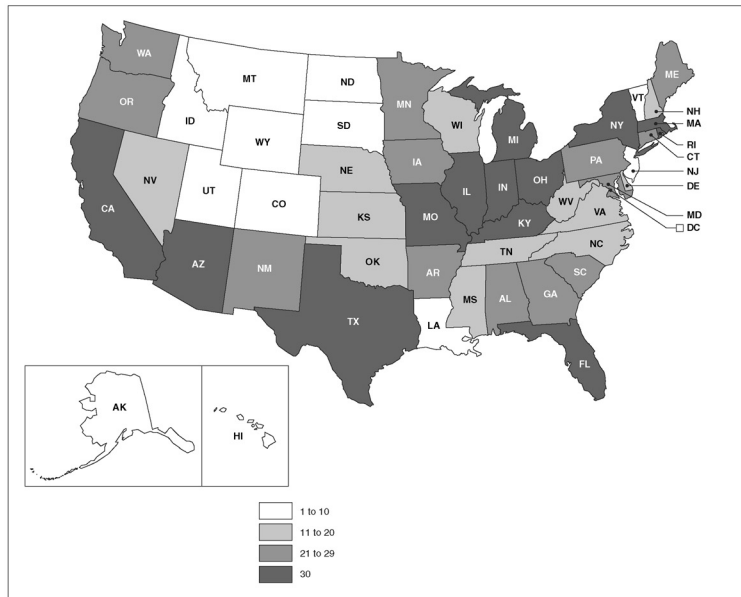 WA
MT
ND
MN
ME
VT
OR
ID
SD
WI
MI
NY
NH
MA
WY
RI
CT
NE
IA
PA
NJ
NV
UT
IL
IN
OH
DE
CA
CO
KS
MO
WV
VA
MD
KY
DC
AZ
NM
OK
AR
TN
NC
SC
MS
AL
GA
TX
LA
FL
AK
HI
1 to 10
11 to 20
21 to 29
30